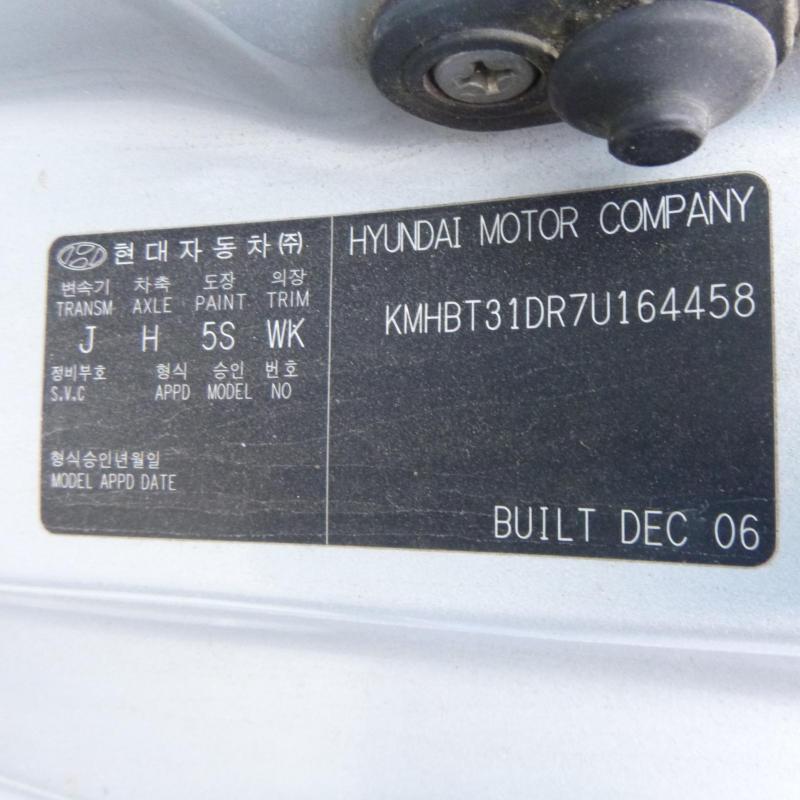 현대자동차㈜
변속기 차축 도장 의장
TRANSM AXLE PAINT TRIM
J H 5S WK
정비부호 형식 승인 번호
S.V.C APPD MODEL NO
형식승인년월일
MODEL APPD DATE
HYUNDAI MOTOR COMPANY
KMHBT31DR7U164458
BUILT DEC 06